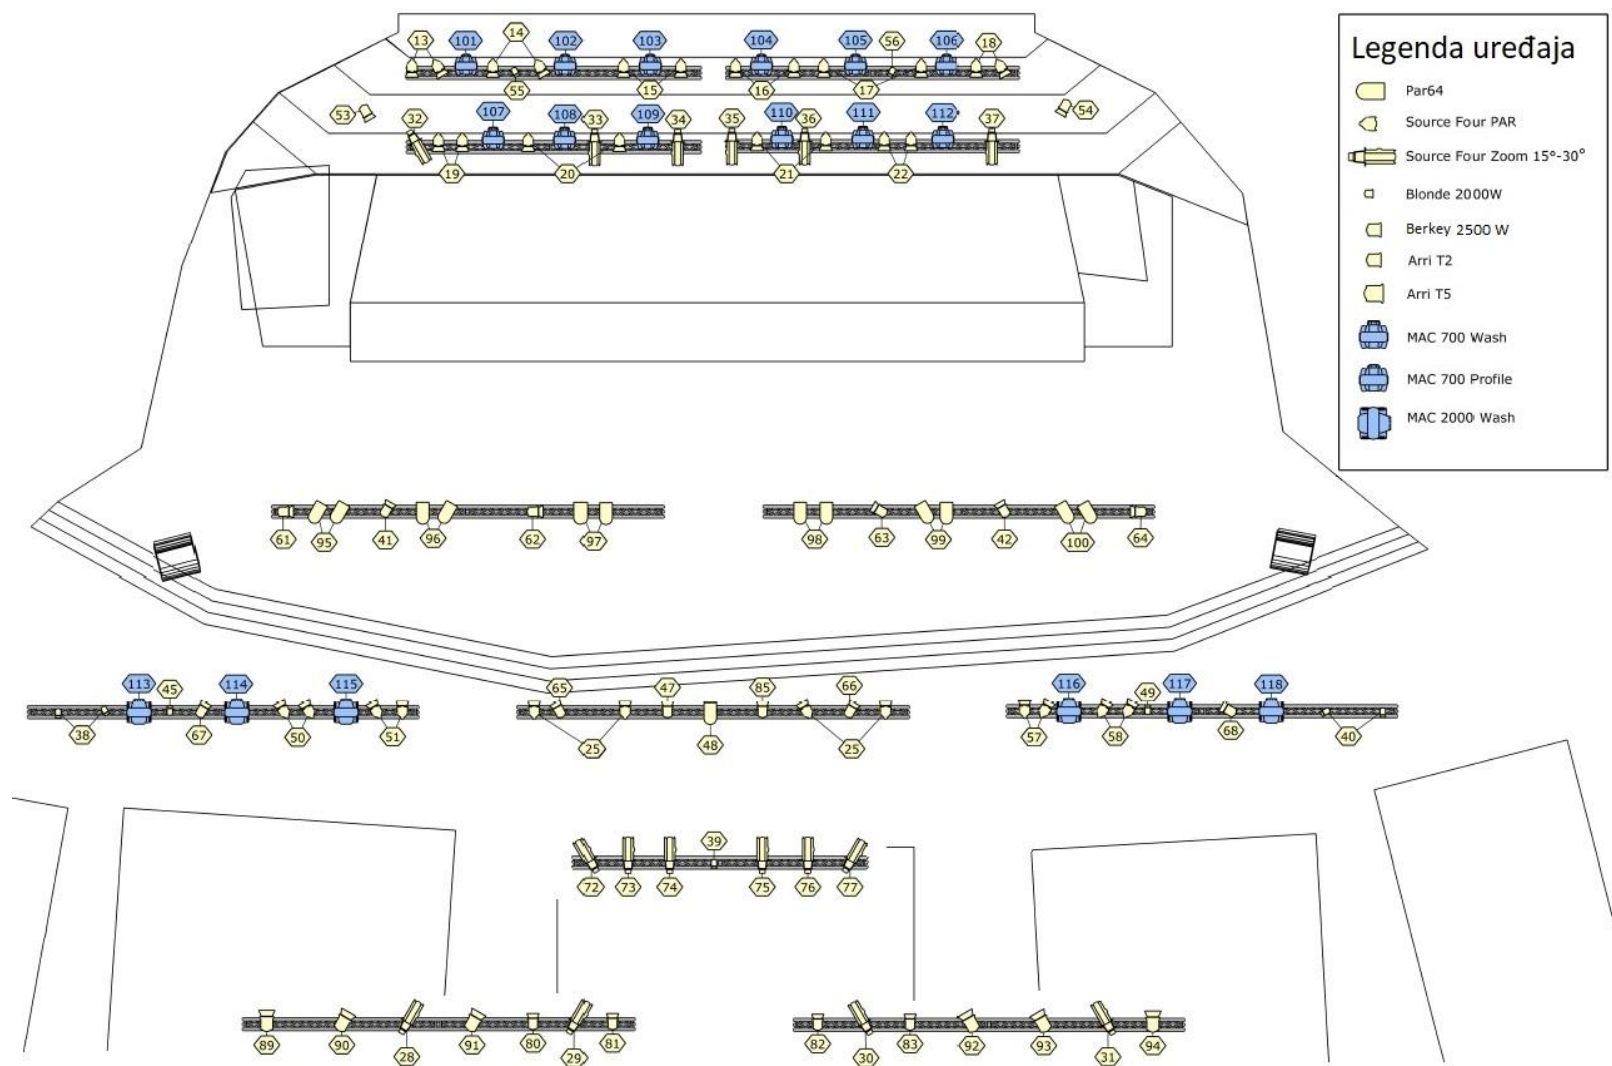 Legenda uređaja
Par64
Source Four PAR
Source Four Zoom 15°-30°
Blonde 2000W
Berkey 2500 W
Arri T2
Arri T5
MAC 700 Wash
MAC 700 Profile
MAC 2000 Wash
13 101 14 102 103 104 105 56 106 18
55 15 16 17
53 32 107 108 33 109 34 35 110 36 111 112 37 54
19 20 21 22
61 95 41 96 62 97 98 63 99 42 100 64
113 45 114 115 65 47 85 66 116 49 117 118
38 67 50 51 25 48 25 57 58 68 40
39
72 73 74 75 76 77
89 90 28 91 80 29 81 82 30 83 92 93 31 94